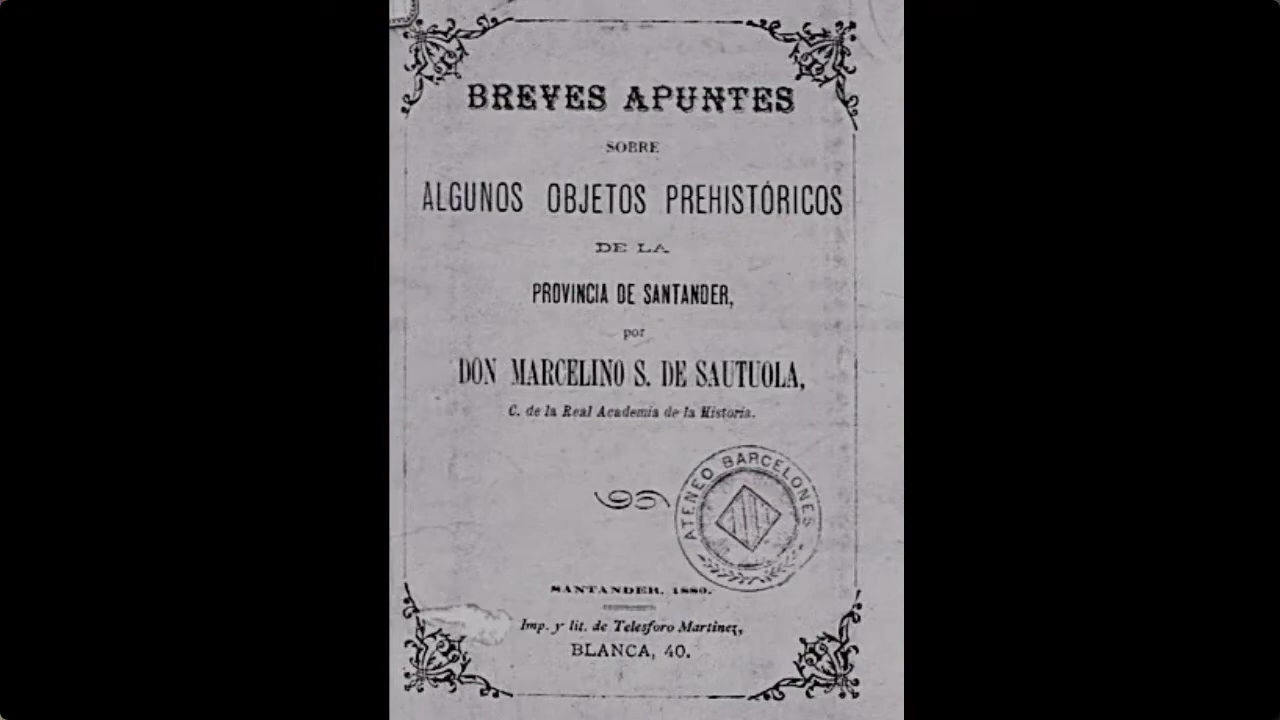 BREVES APUNTES
SOBRE
ALGUNOS OBJETOS PREHISTÓRICOS
DE LA
PROVINCIA DE SANTANDER,
por
DON MARCELINO S. DE SAUTUOLA,
C. de la Real Academia de la Historia.
ATENEO BARCELONES
SANTANDER. 1880.
Imp. y lit. de Telesforo Martinez,
BLANCA, 40.